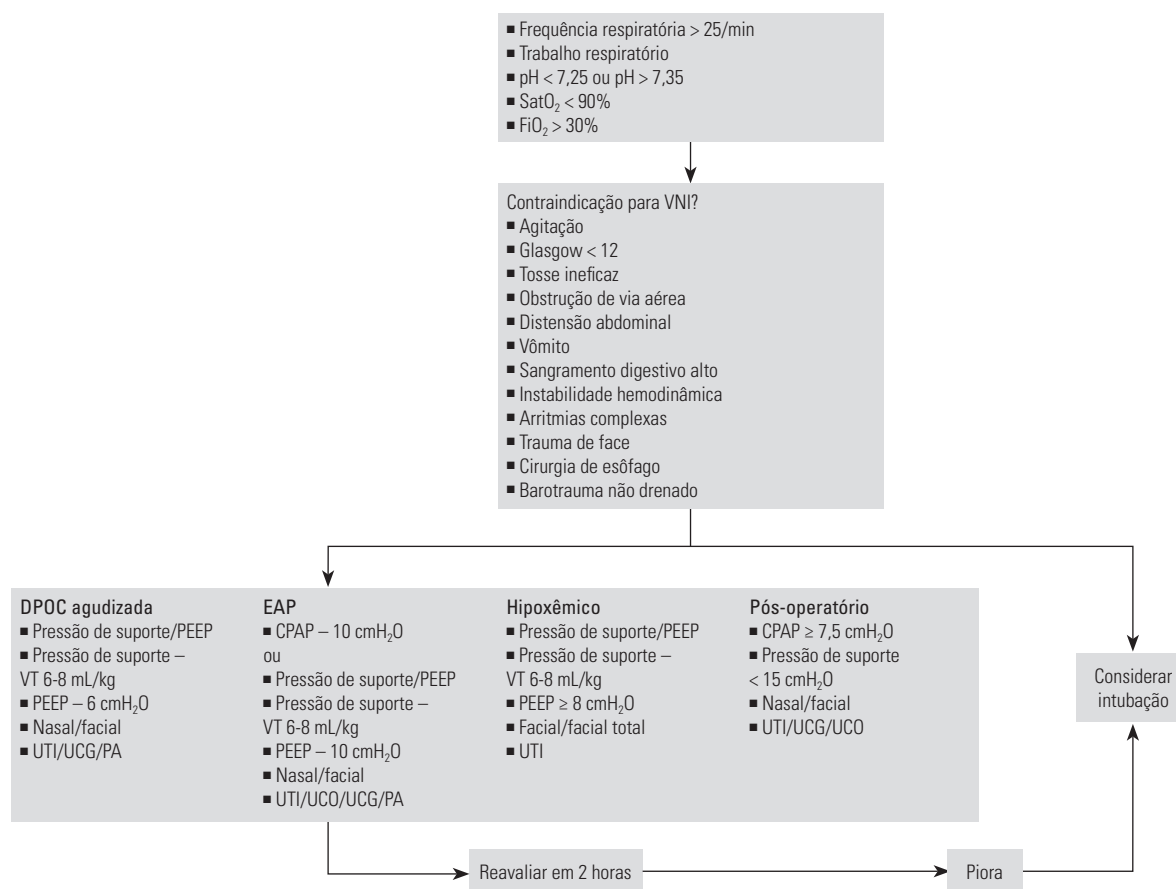 ■ Frequência respiratória > 25/min
■ Trabalho respiratório
■ pH < 7,25 ou pH > 7,35
■ SatO₂ < 90%
■ FiO₂ > 30%
Contraindicação para VNI?
■ Agitação
■ Glasgow < 12
■ Tosse ineficaz
■ Obstrução de via aérea
■ Distensão abdominal
■ Vômito
■ Sangramento digestivo alto
■ Instabilidade hemodinâmica
■ Arritmias complexas
■ Trauma de face
■ Cirurgia de esôfago
■ Barotrauma não drenado
DPOC agudizada
■ Pressão de suporte/PEEP
■ Pressão de suporte –
VT 6-8 mL/kg
■ PEEP – 6 cmH₂O
■ Nasal/facial
■ UTI/UCG/PA
EAP
■ CPAP – 10 cmH₂O
ou
■ Pressão de suporte/PEEP
■ Pressão de suporte –
VT 6-8 mL/kg
■ PEEP – 10 cmH₂O
■ Nasal/facial
■ UTI/UCO/UCG/PA
Hipoxêmico
■ Pressão de suporte/PEEP
■ Pressão de suporte –
VT 6-8 mL/kg
■ PEEP ≥ 8 cmH₂O
■ Facial/facial total
■ UTI
Pós-operatório
■ CPAP ≥ 7,5 cmH₂O
■ Pressão de suporte
< 15 cmH₂O
■ Nasal/facial
■ UTI/UCG/UCO
Considerar
intubação
Reavaliar em 2 horas
Piora